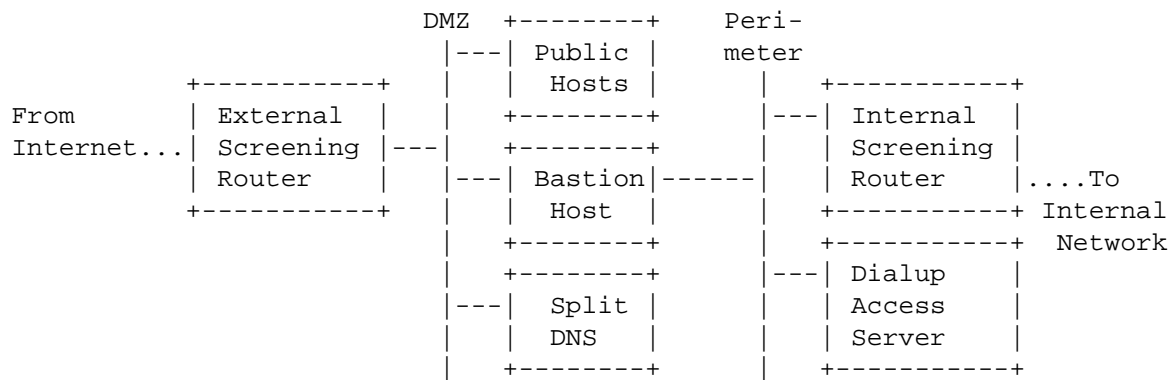 DMZ   +--------+     Peri-
                            |---| Public |     meter
            +-----------+   |   |  Hosts |       |   +-----------+
From        | External  |   |   +--------+       |---| Internal  |
Internet... | Screening |---|   +--------+       |   | Screening |
            | Router    |   |---| Bastion|-------|   | Router    |....To
            +-----------+   |   |  Host  |       |   +-----------+ Internal
                            |   +--------+       |   +-----------+  Network
                            |   +--------+       |---| Dialup    |
                            |---|  Split |       |   | Access    |
                            |   |  DNS   |       |   | Server    |
                            |   +--------+       |   +-----------+